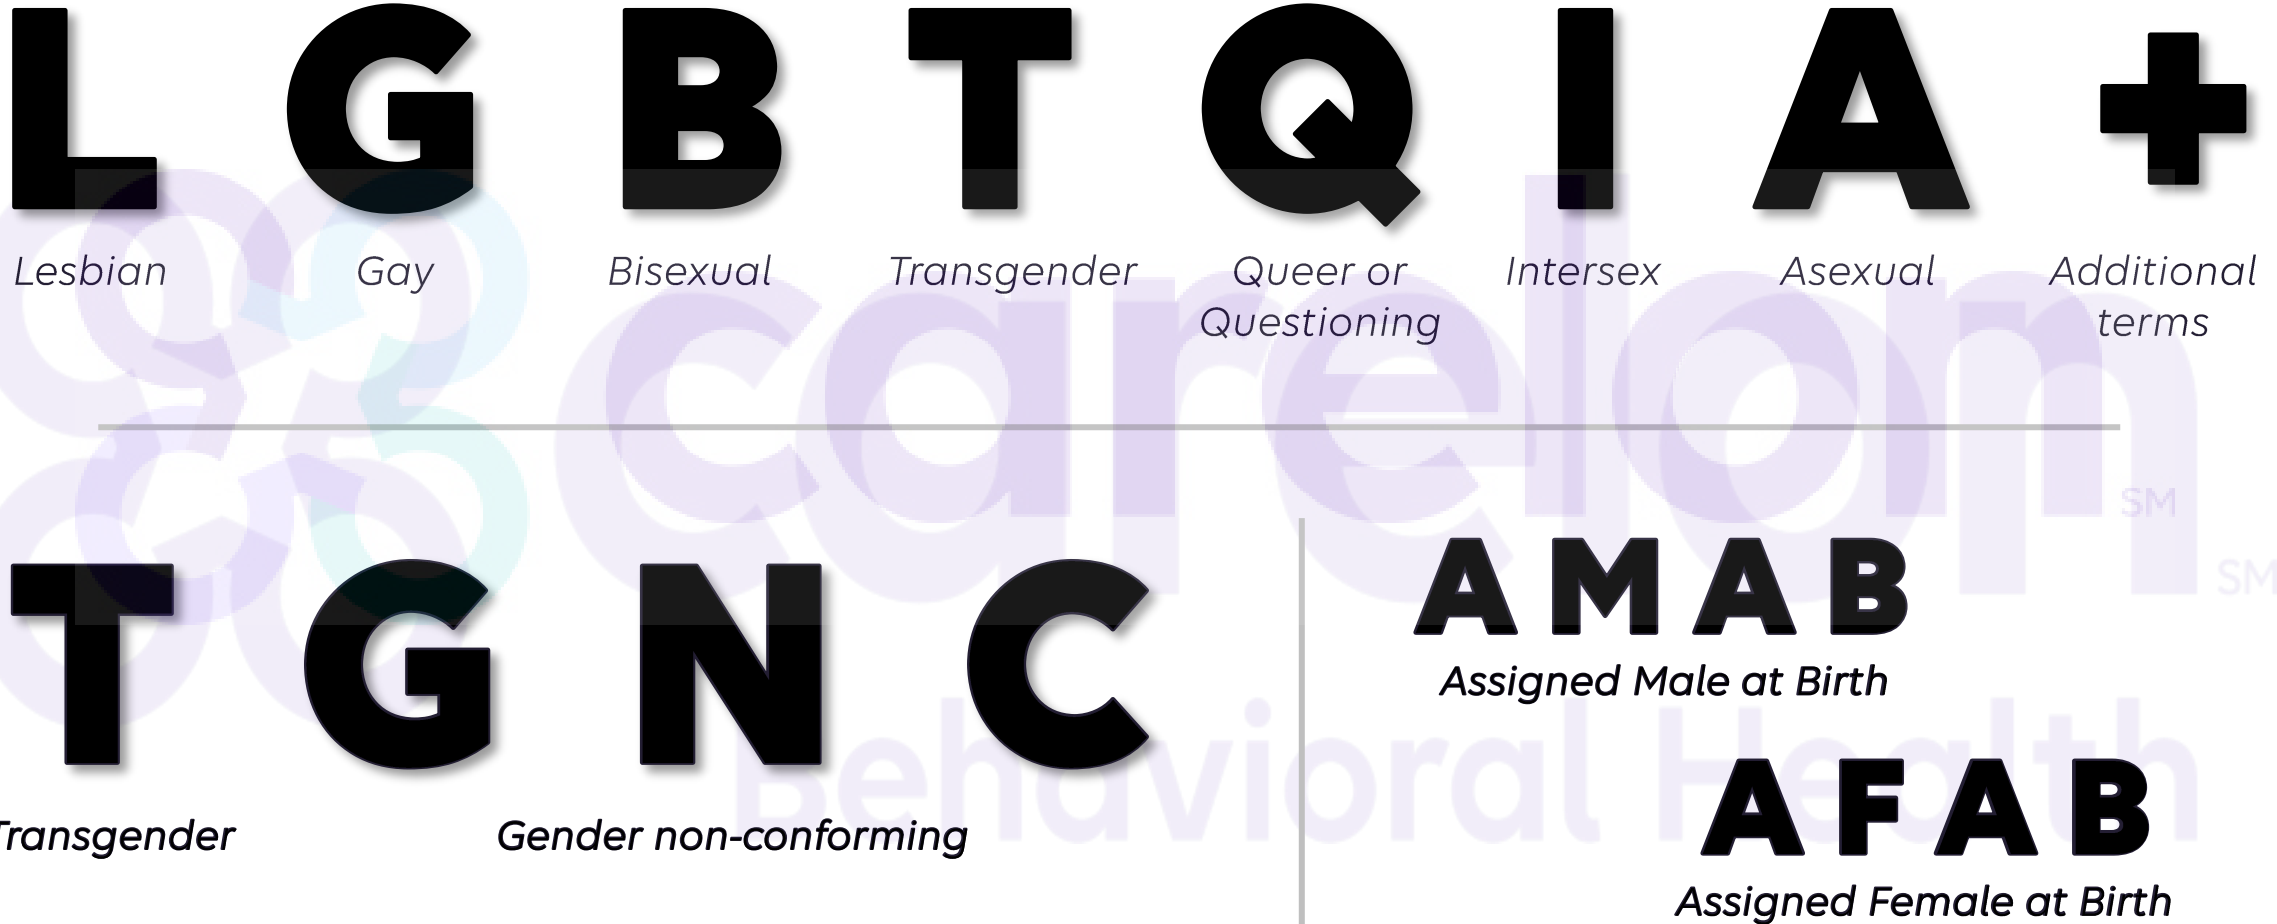 L G B T Q I A +
Lesbian Gay Bisexual Transgender Queer or Intersex Asexual Additional
Questioning terms
carelon SM
SM
T G N C
Transgender Gender non-conforming
AMAB
Assigned Male at Birth
Behavioral Health
AFAB
Assigned Female at Birth